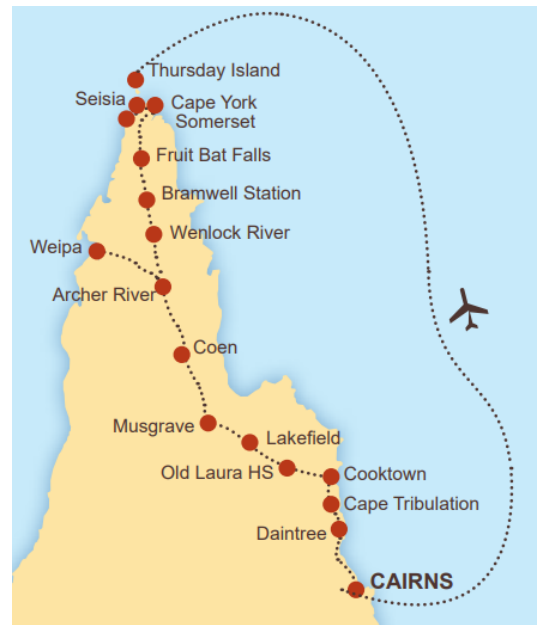 Thursday Island
Seisia
Cape York
Somerset
Fruit Bat Falls
Bramwell Station
Wenlock River
Weipa
Archer River
Coen
Musgrave
Lakefield
Old Laura HS
Cooktown
Cape Tribulation
Daintree
CAIRNS